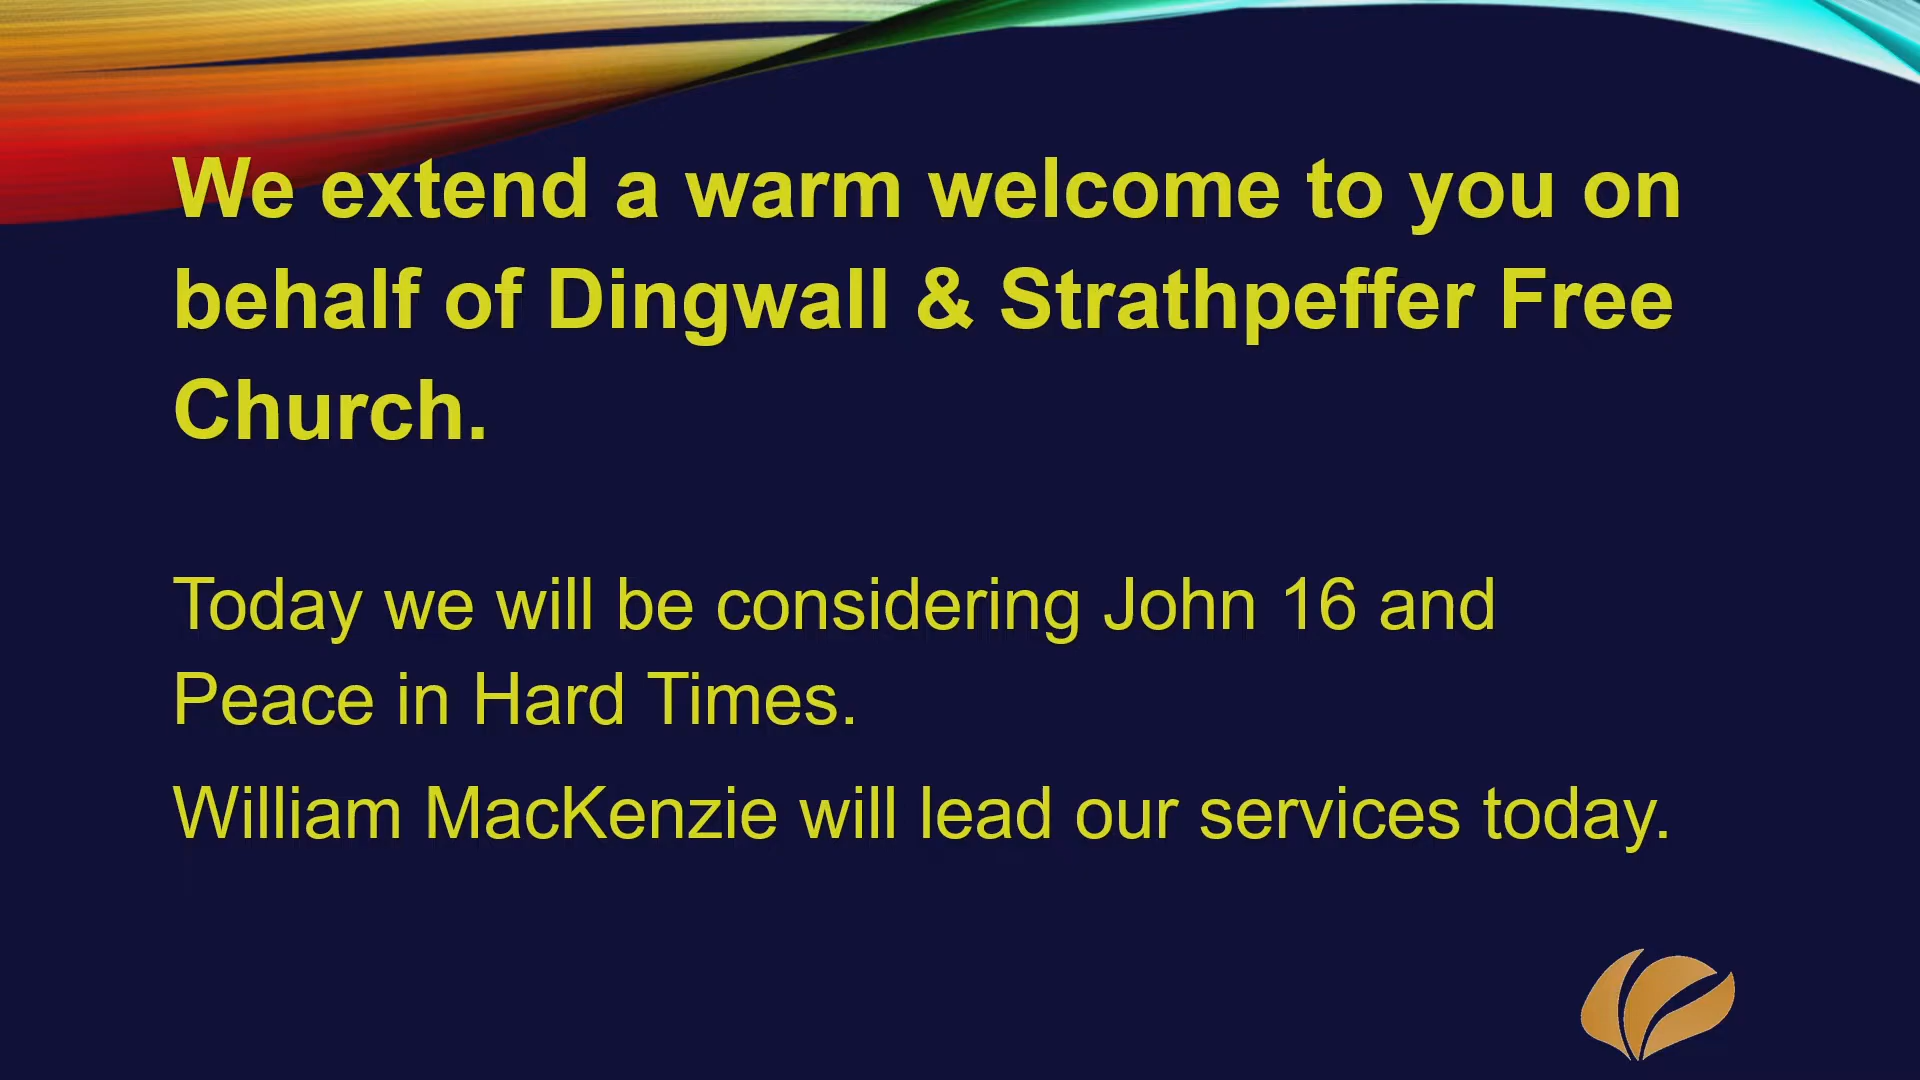 We extend a warm welcome to you on
behalf of Dingwall & Strathpeffer Free
Church.
Today we will be considering John 16 and
Peace in Hard Times.
William MacKenzie will lead our services today.